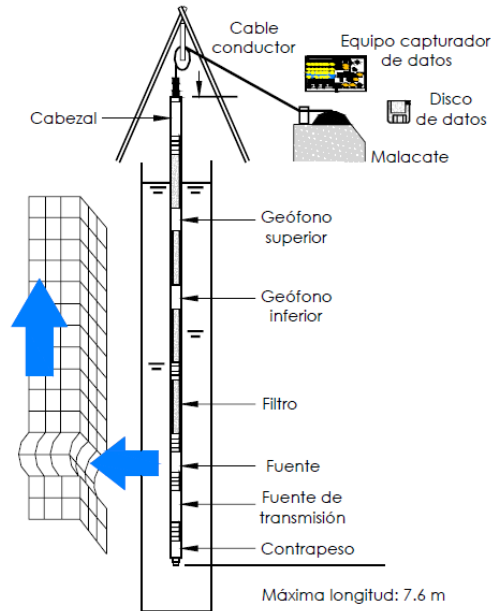 Cable
conductor
Equipo capturador
de datos
Disco
de datos
Cabezal
Malacate
Geófono
superior
Geófono
inferior
Filtro
Fuente
Fuente de
transmisión
Contrapeso
Máxima longitud: 7.6 m